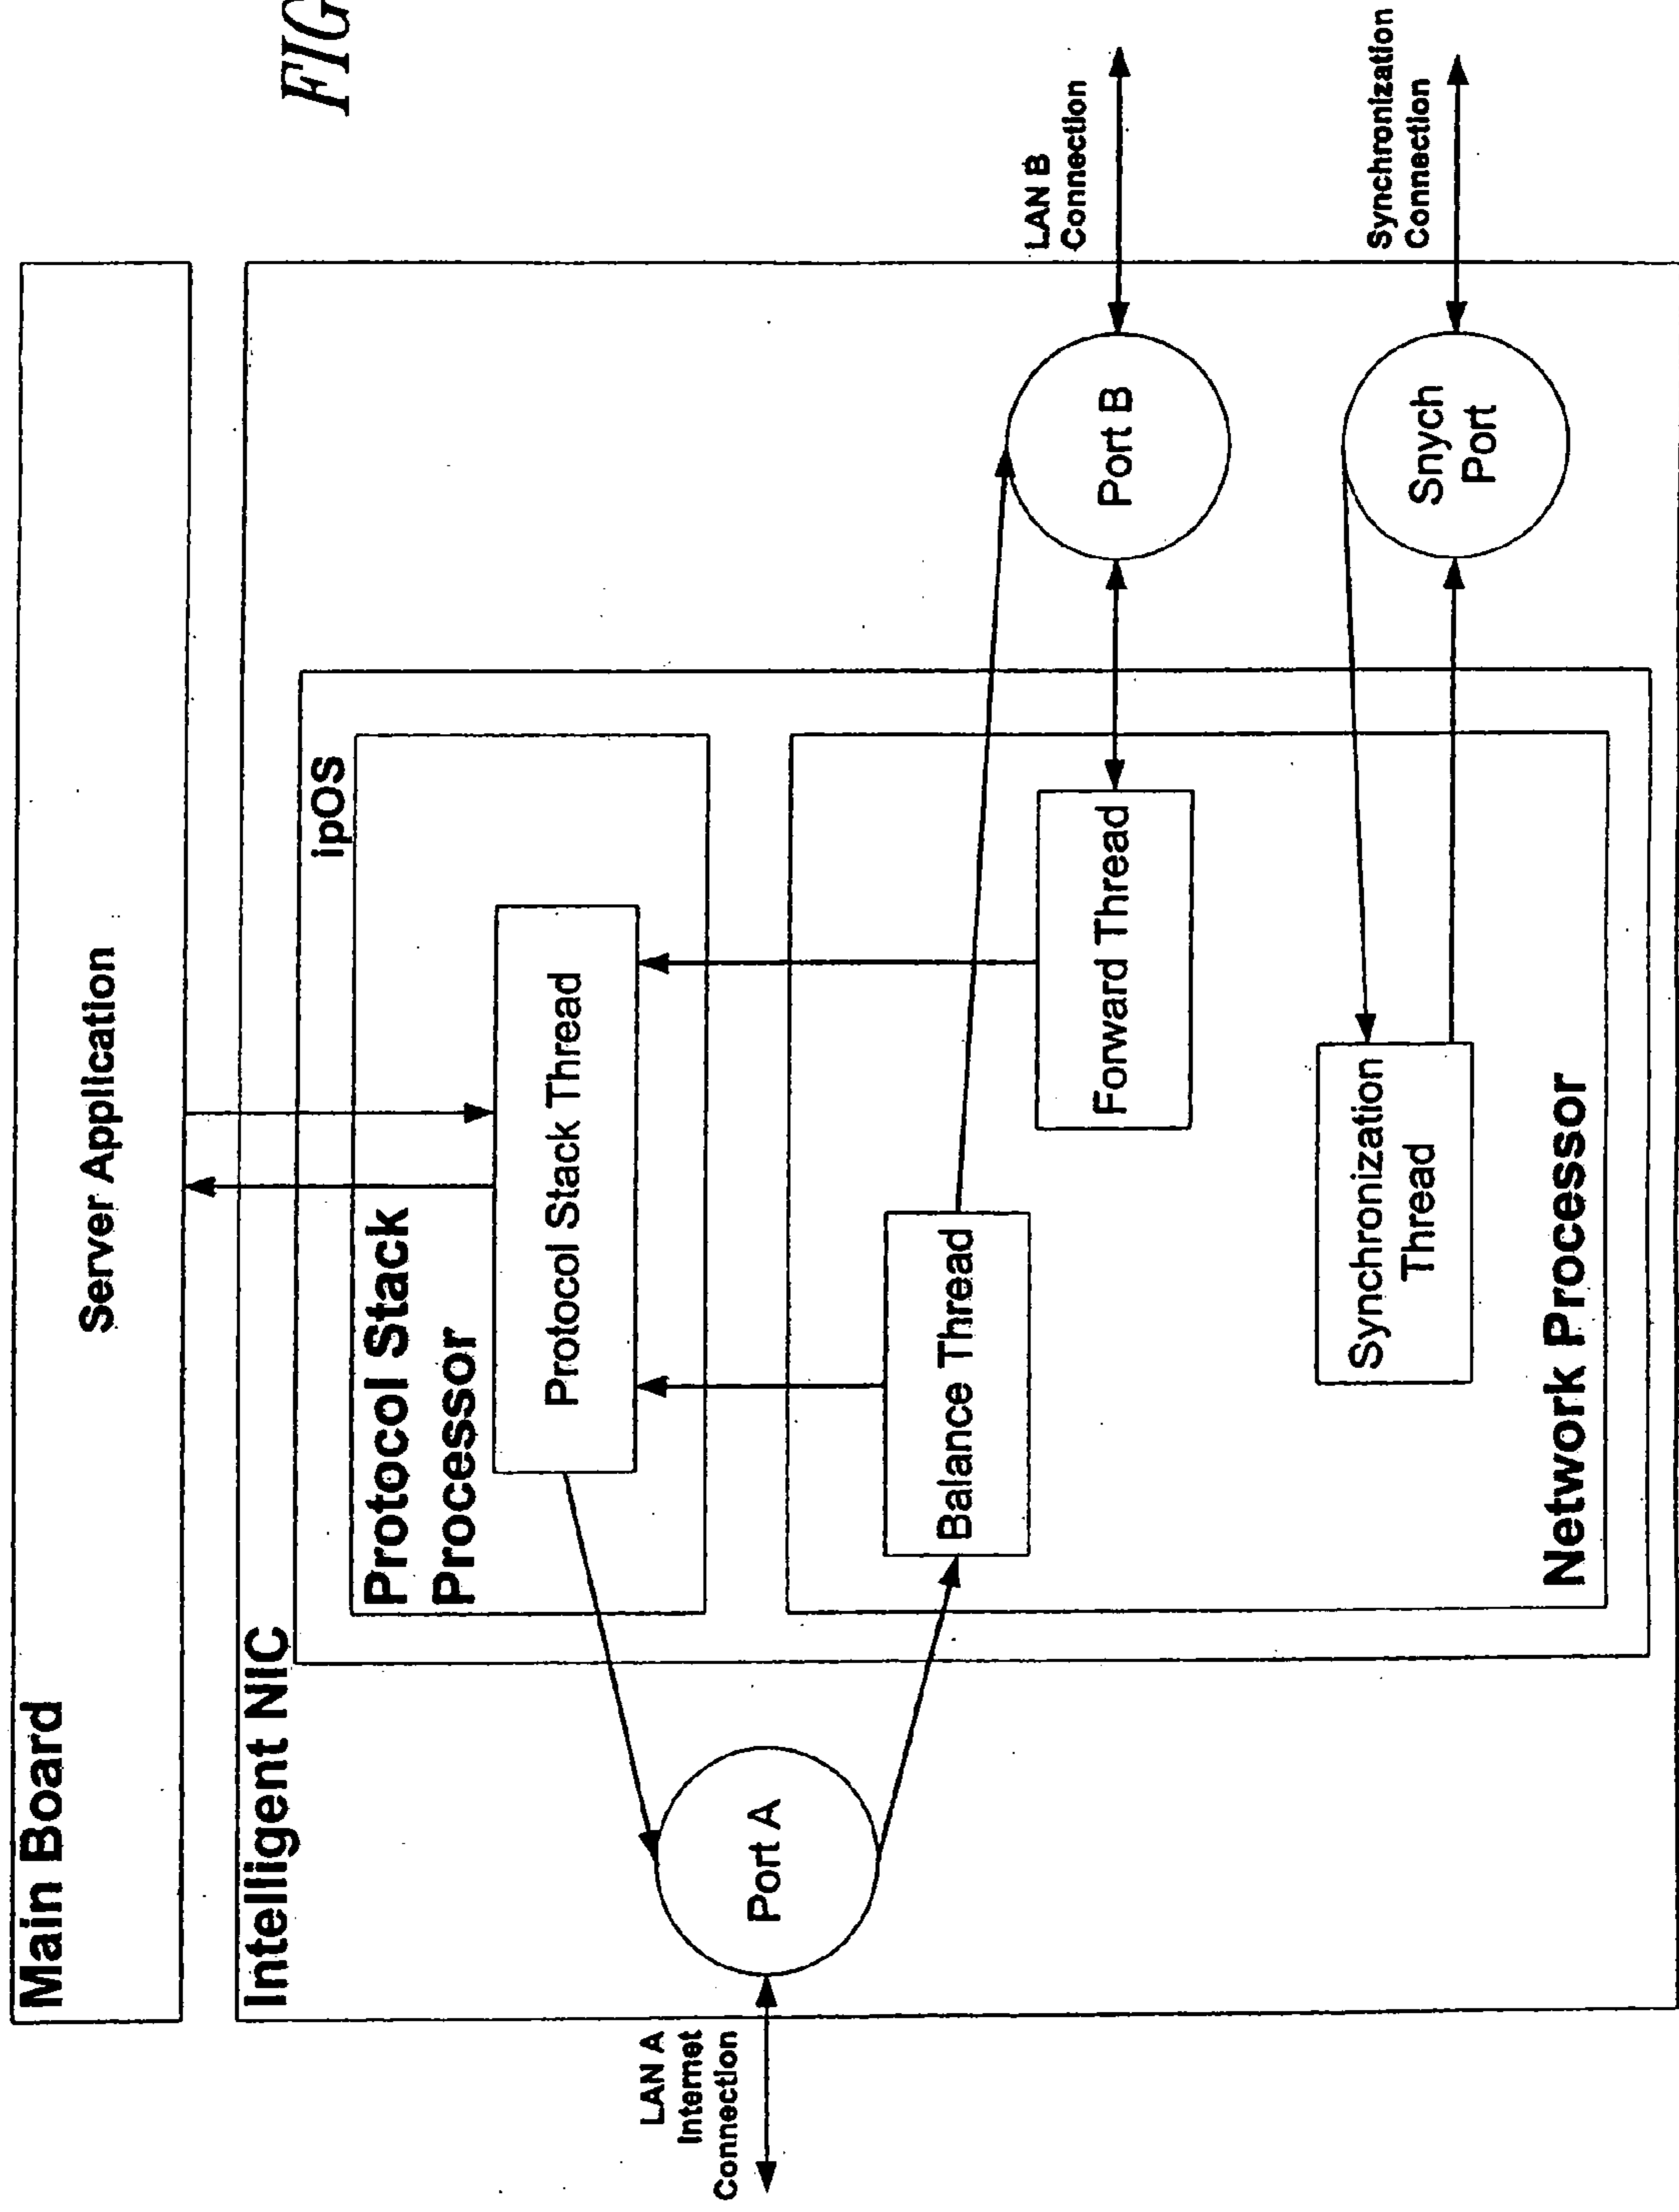 FIG
Main Board
Server Application
Intelligent NIC
ipOS
Protocol Stack
Processor
Protocol Stack Thread
LAN A
Internet
Connection
Port A
Balance Thread
Forward Thread
Port B
LAN B
Connection
Synchronization
Thread
Snych
Port
Synchronization
Connection
Network Processor